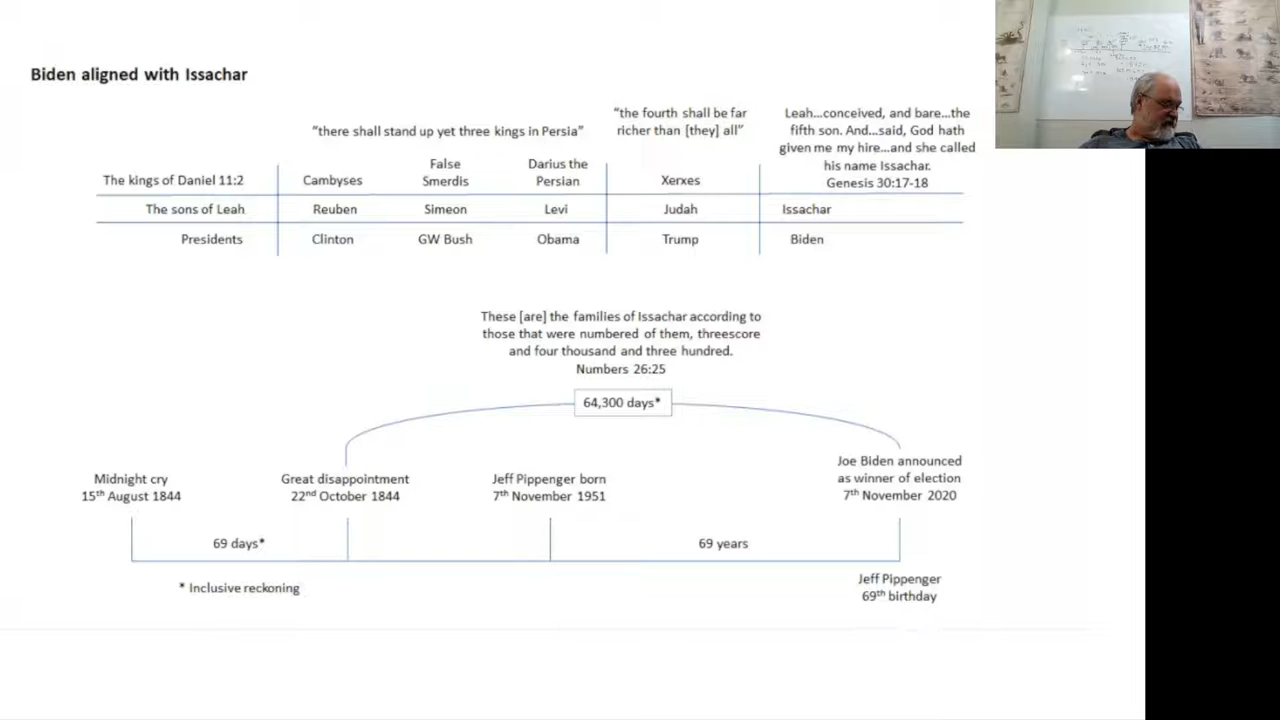 Biden aligned with Issachar
"there shall stand up yet three kings in Persia"
"the fourth shall be far
richer than [they] all"
Leah...conceived, and bare...the
fifth son. And...said, God hath
given me my hire...and she called
his name Issachar.
Genesis 30:17-18
The kings of Daniel 11:2
Cambyses
False
Smerdis
Darius the
Persian
Xerxes
The sons of Leah
Reuben
Simeon
Levi
Judah
Issachar
Presidents
Clinton
GW Bush
Obama
Trump
Biden
These [are] the families of Issachar according to
those that were numbered of them, threescore
and four thousand and three hundred.
Numbers 26:25
64,300 days*
Midnight cry
15th August 1844
Great disappointment
22nd October 1844
Jeff Pippenger born
7th November 1951
Joe Biden announced
as winner of election
7th November 2020
69 days*
69 years
* Inclusive reckoning
Jeff Pippenger
69th birthday